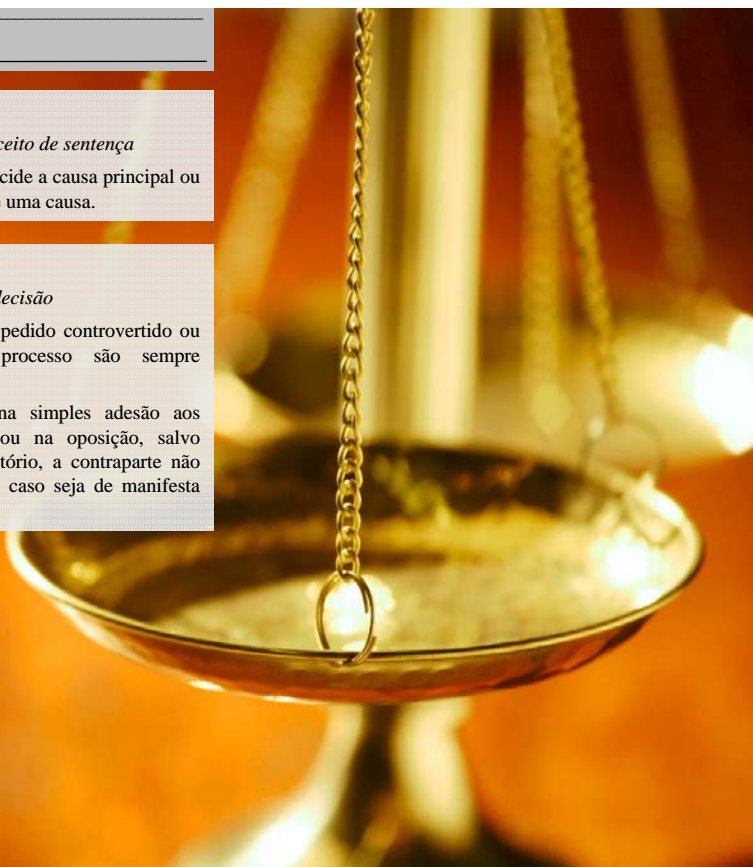 ceito de sentença
cide a causa principal ou
uma causa.
lecisão
pedido controvertido ou
processo são sempre
na simples adesão aos
ou na oposição, salvo
tório, a contraparte não
caso seja de manifesta